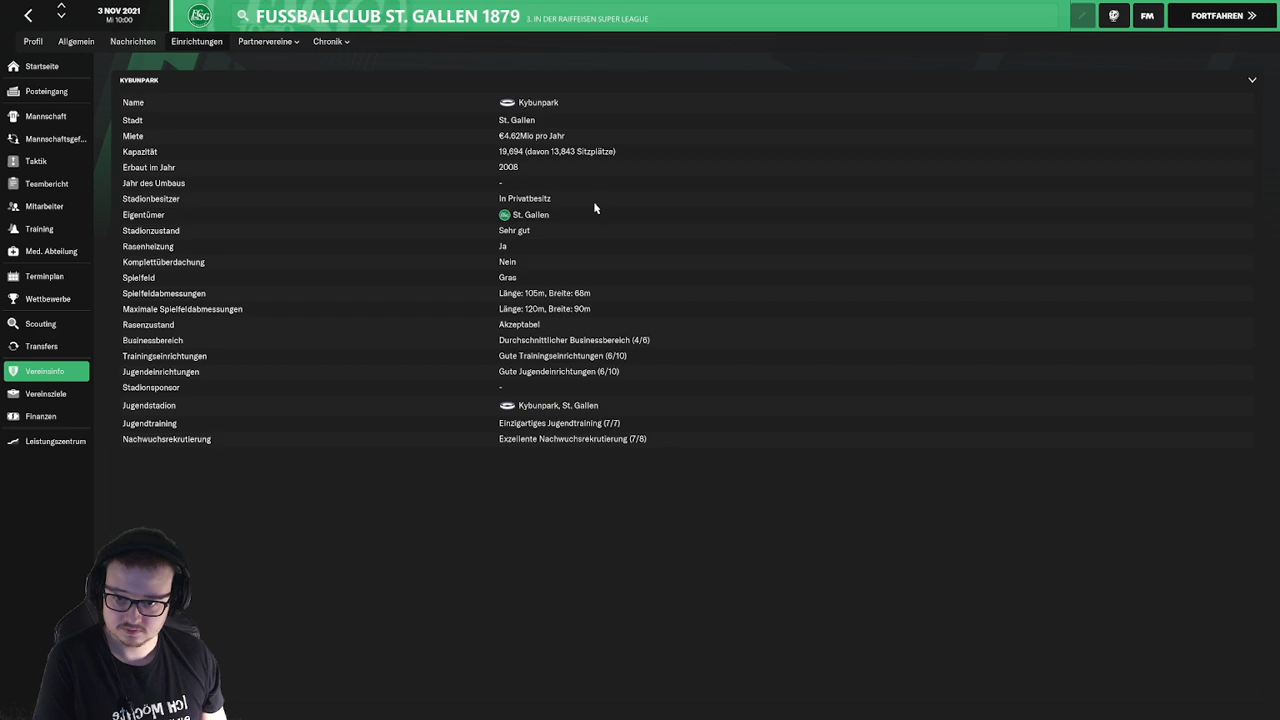 3 NOV 2021
MI 10:00
FUSSBALLCLUB ST. GALLEN 1879
3. IN DER RAIFFEISEN SUPER LEAGUE
FM
FORTFAHREN
Profil
Allgemein
Nachrichten
Einrichtungen
Partnervereine
Chronik
Startseite
Posteingang
Mannschaft
Mannschaftsgef...
Taktik
Teambericht
Mitarbeiter
Training
Med. Abteilung
Terminplan
Wettbewerbe
Scouting
Transfers
Vereinsinfo
Vereinsziele
Finanzen
Leistungszentrum
KYBUNPARK
Name Kybunpark
Stadt St. Gallen
Miete €4.62Mio pro Jahr
Kapazität 19,694 (davon 13,843 Sitzplätze)
Erbaut im Jahr 2008
Jahr des Umbaus -
Stadionbesitzer In Privatbesitz
Eigentümer St. Gallen
Stadionzustand Sehr gut
Rasenheizung Ja
Komplettüberdachung Nein
Spielfeld Gras
Spielfeldabmessungen Länge: 105m, Breite: 68m
Maximale Spielfeldabmessungen Länge: 120m, Breite: 90m
Rasenzustand Akzeptabel
Businessbereich Durchschnittlicher Businessbereich (4/6)
Trainingseinrichtungen Gute Trainingseinrichtungen (6/10)
Jugendeinrichtungen Gute Jugendeinrichtungen (6/10)
Stadionsponsor -
Jugendstadion Kybunpark, St. Gallen
Jugendtraining Einzigartiges Jugendtraining (7/7)
Nachwuchsrekrutierung Exzellente Nachwuchsrekrutierung (7/8)
ICH MÖCHTE